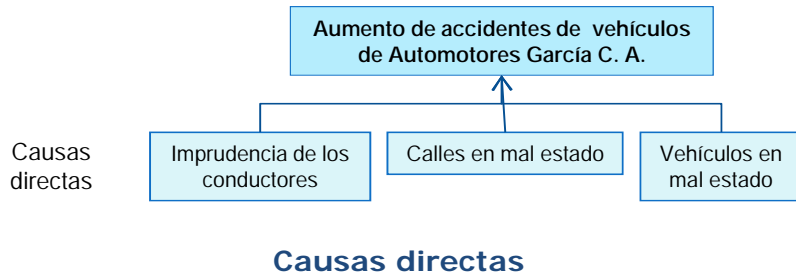 Aumento de accidentes de vehículos
de Automotores García C. A.
Causas
directas
Imprudencia de los
conductores
Calles en mal estado
Vehículos en
mal estado
Causas directas